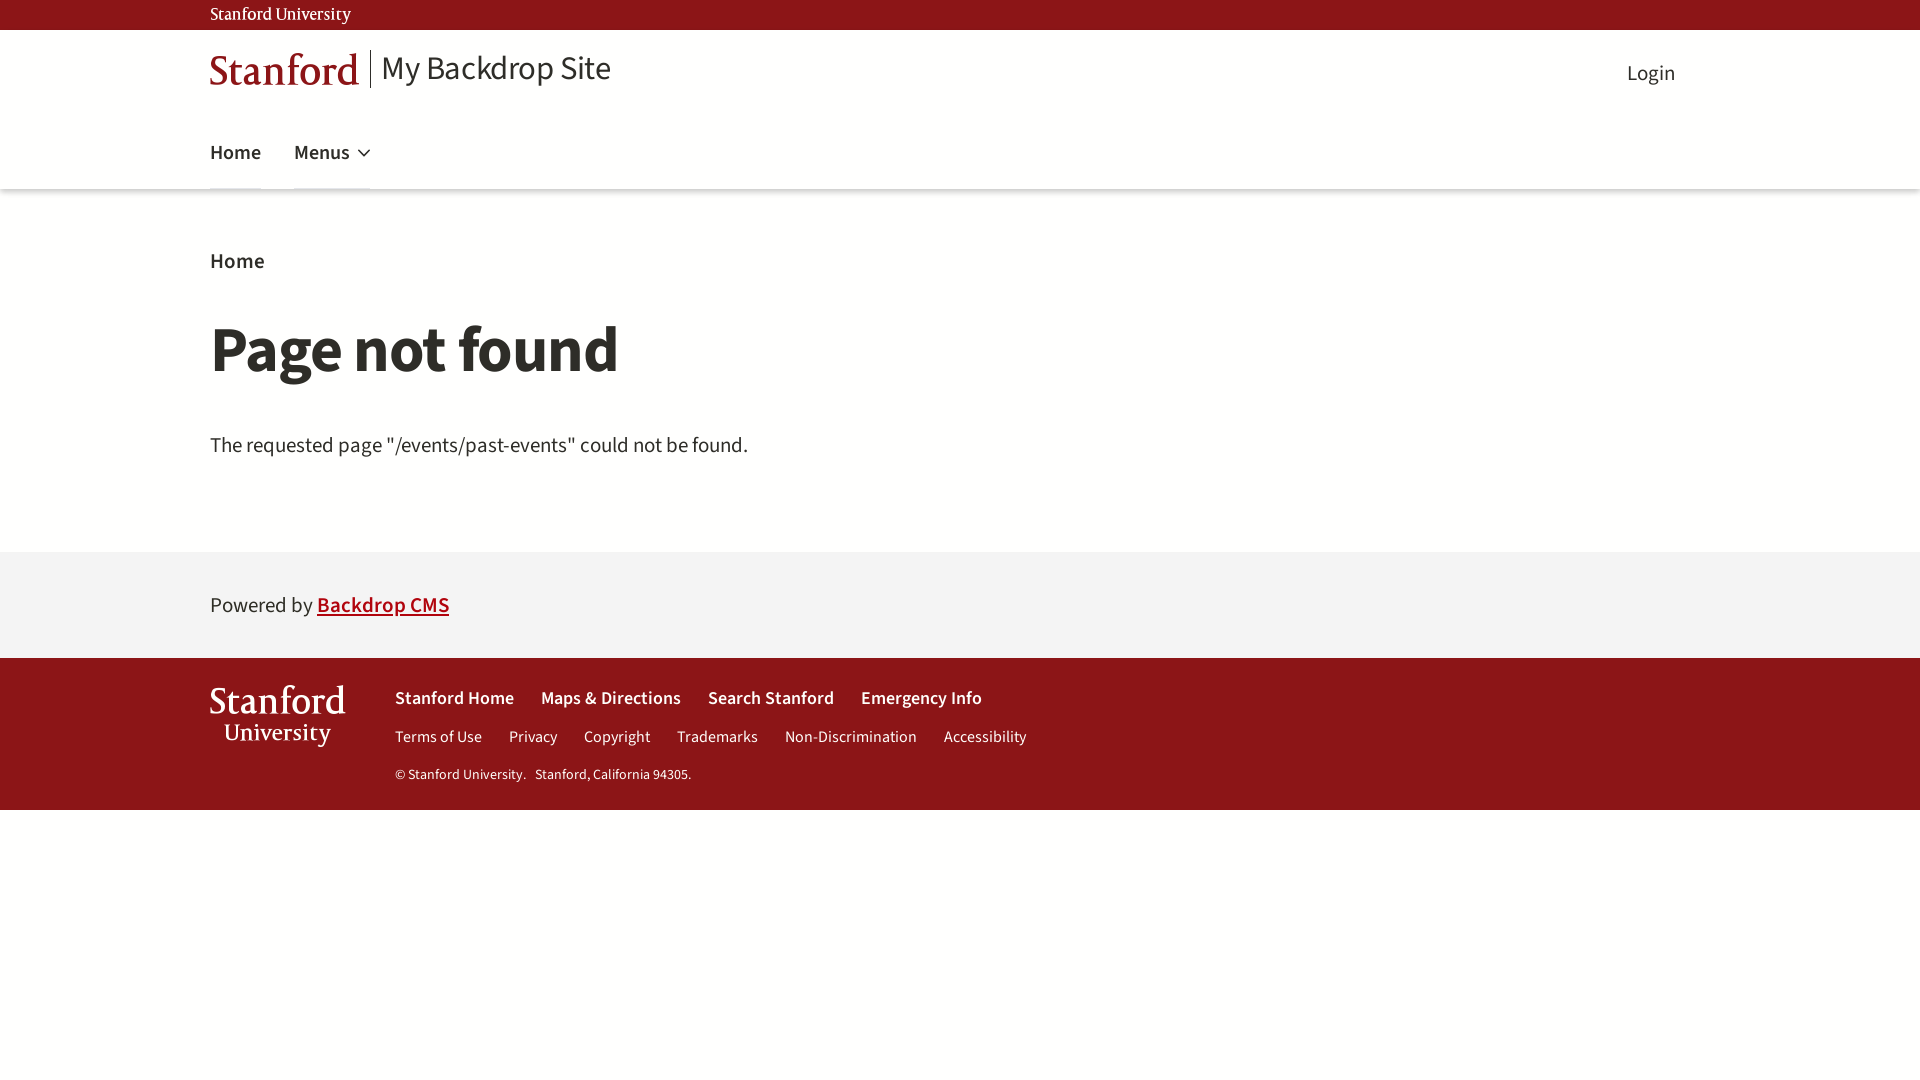 Stanford University
Stanford My Backdrop Site
Login
Home Menus
Home
Page not found
The requested page "/events/past-events" could not be found.
Powered by Backdrop CMS
Stanford
University
Stanford Home Maps & Directions Search Stanford Emergency Info
Terms of Use Privacy Copyright Trademarks Non-Discrimination Accessibility
© Stanford University. Stanford, California 94305.